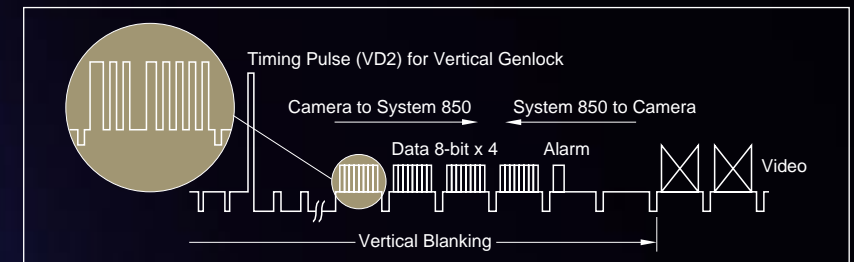 Timing Pulse (VD2) for Vertical Genlock
Camera to System 850
System 850 to Camera
Data 8-bit x 4
Alarm
Video
Vertical Blanking